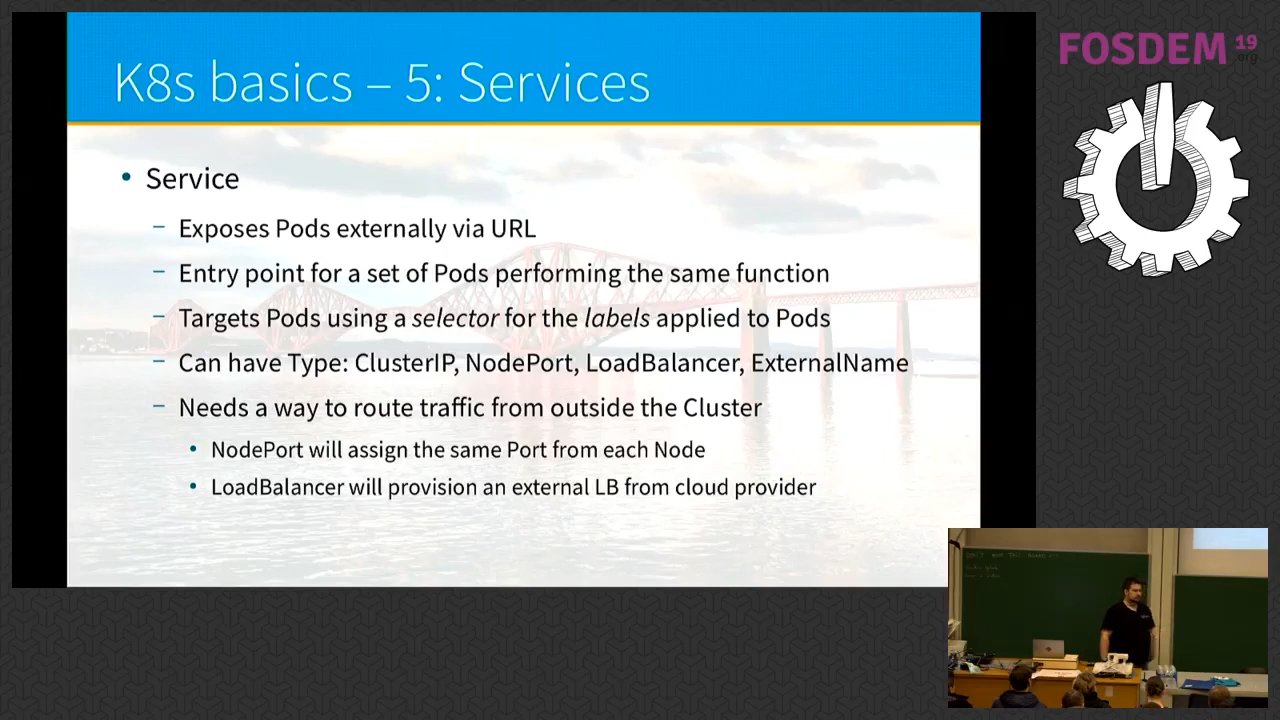 K8s basics – 5: Services
• Service
– Exposes Pods externally via URL
– Entry point for a set of Pods performing the same function
– Targets Pods using a selector for the labels applied to Pods
– Can have Type: ClusterIP, NodePort, LoadBalancer, ExternalName
– Needs a way to route traffic from outside the Cluster
• NodePort will assign the same Port from each Node
• LoadBalancer will provision an external LB from cloud provider
FOSDEM 19
.org